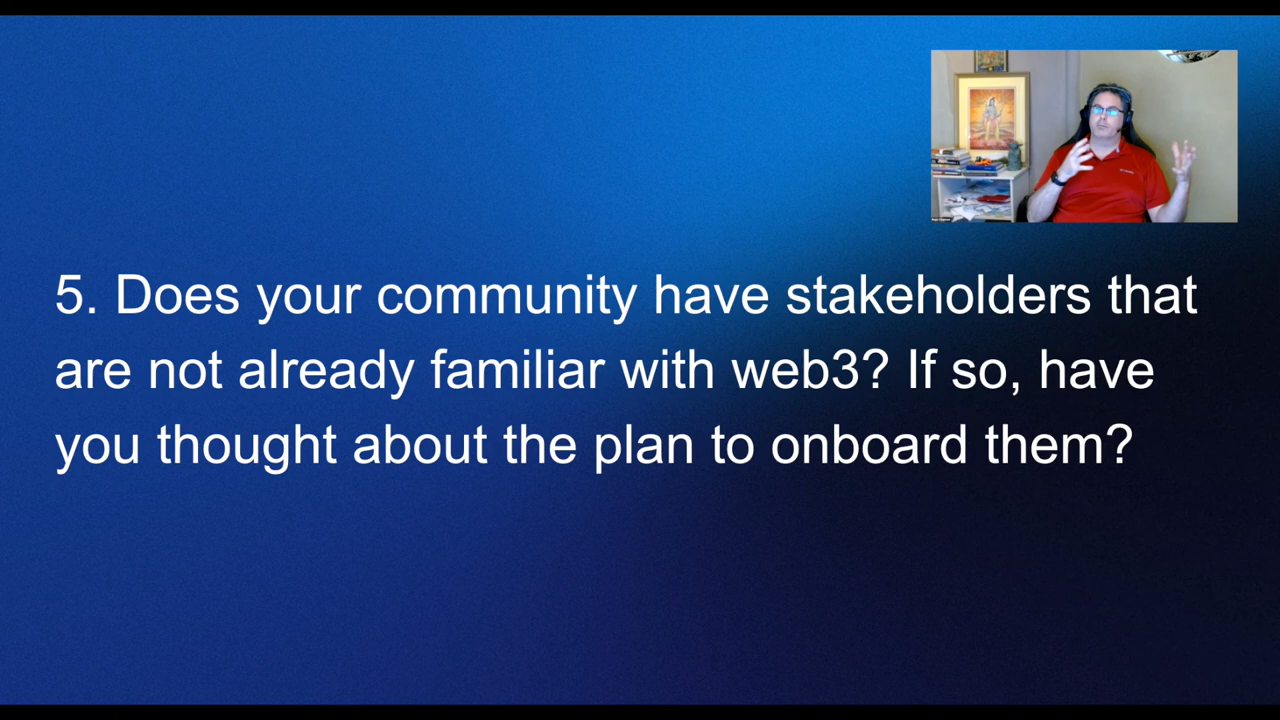 5. Does your community have stakeholders that
are not already familiar with web3? If so, have
you thought about the plan to onboard them?